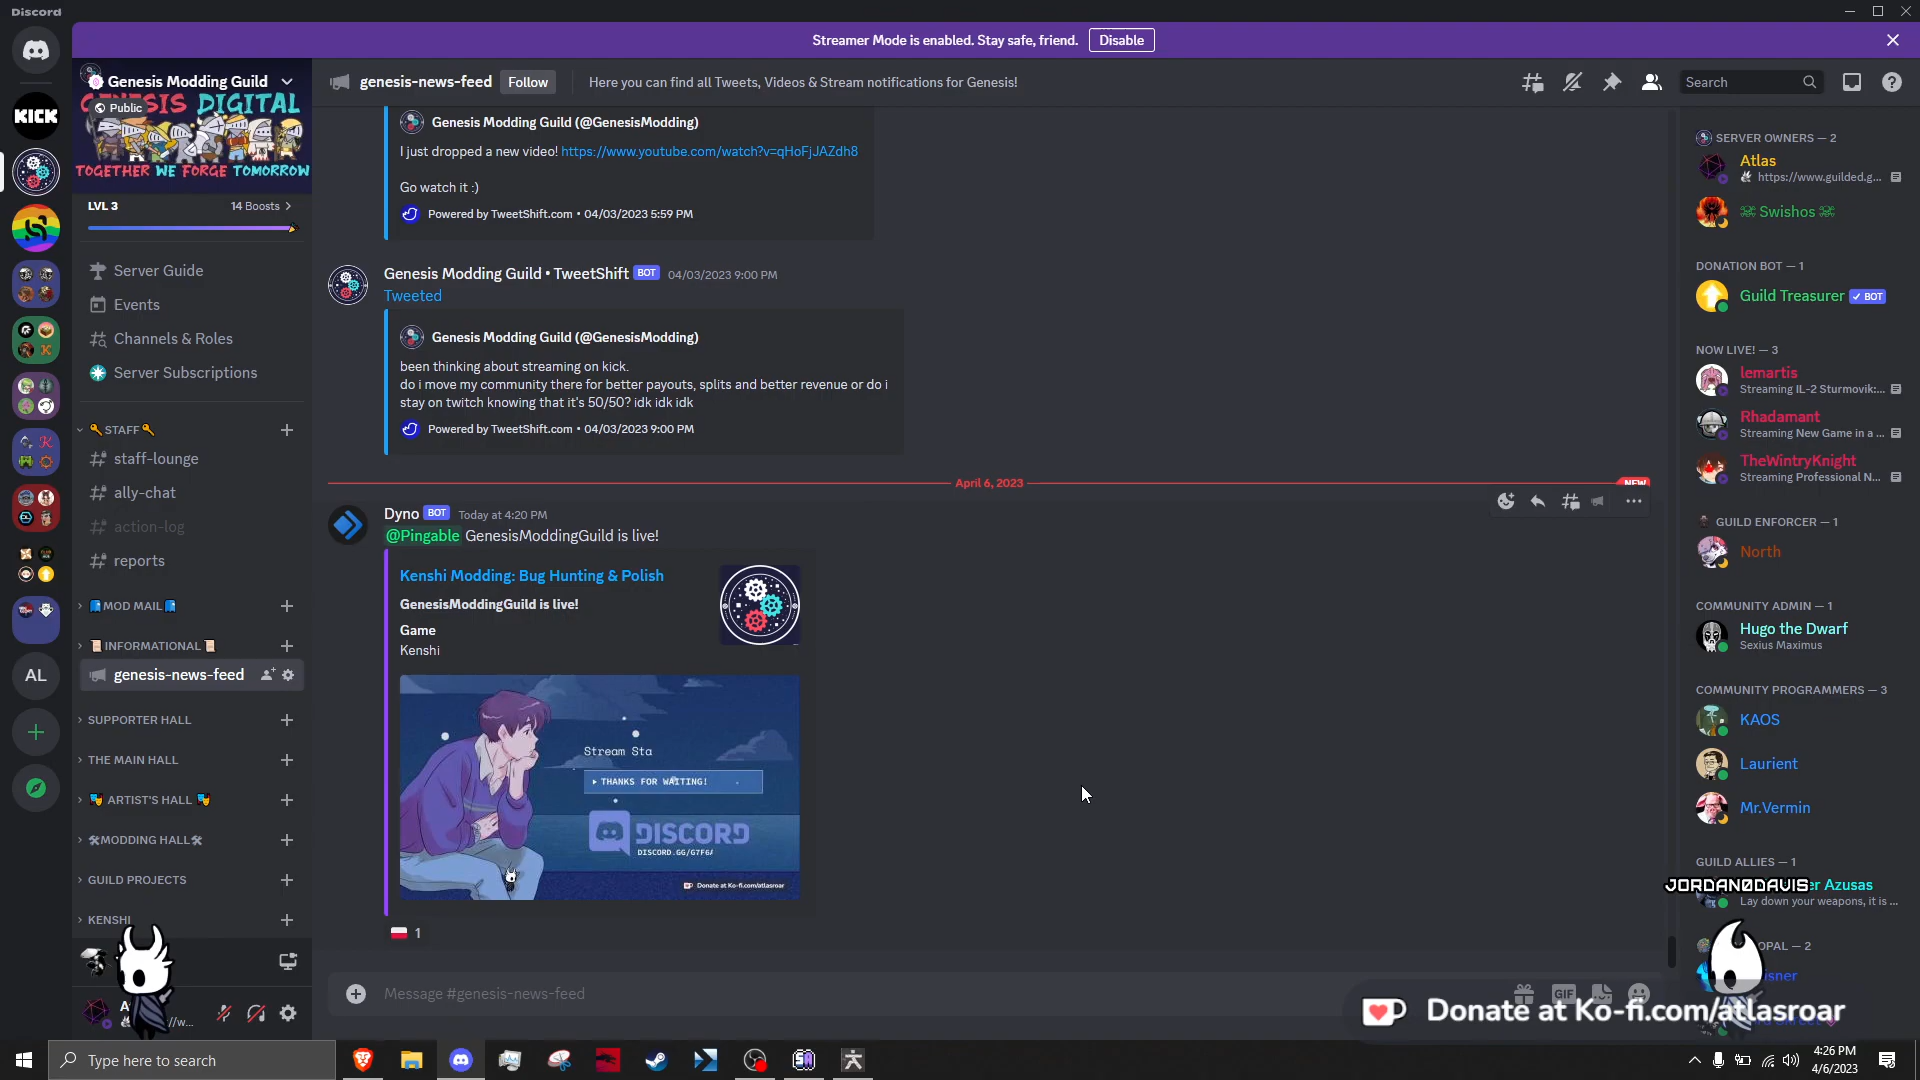 Discord
Streamer Mode is enabled. Stay safe, friend.
Disable
KICK
AL
Genesis Modding Guild
Public
GENESIS DIGITAL
TOGETHER WE FORGE TOMORROW
LVL 3
14 Boosts
Server Guide
Events
Channels & Roles
Server Subscriptions
STAFF
staff-lounge
ally-chat
action-log
reports
MOD MAIL
INFORMATIONAL
genesis-news-feed
SUPPORTER HALL
THE MAIN HALL
ARTIST'S HALL
MODDING HALL
GUILD PROJECTS
KENSHI
genesis-news-feed
Follow
Here you can find all Tweets, Videos & Stream notifications for Genesis!
Search
Genesis Modding Guild (@GenesisModding)
I just dropped a new video! https://www.youtube.com/watch?v=qHoFjJAZdh8
Go watch it :)
Powered by TweetShift.com • 04/03/2023 5:59 PM
Genesis Modding Guild • TweetShift BOT 04/03/2023 9:00 PM
Tweeted
Genesis Modding Guild (@GenesisModding)
been thinking about streaming on kick.
do i move my community there for better payouts, splits and better revenue or do i
stay on twitch knowing that it's 50/50? idk idk idk
Powered by TweetShift.com • 04/03/2023 9:00 PM
April 6, 2023
NEW
Dyno BOT Today at 4:20 PM
@Pingable GenesisModdingGuild is live!
Kenshi Modding: Bug Hunting & Polish
GenesisModdingGuild is live!
Game
Kenshi
Stream Sta
THANKS FOR WAITING!
DISCORD
Donate at Ko-fi.com/atlasroar
1
Message #genesis-news-feed
GIF
SERVER OWNERS — 2
Atlas
https://www.guilded.g...
Swishos
DONATION BOT — 1
Guild Treasurer BOT
NOW LIVE! — 3
lemartis
Streaming IL-2 Sturmovik:...
Rhadamant
Streaming New Game in a ...
TheWintryKnight
Streaming Professional N...
GUILD ENFORCER — 1
North
COMMUNITY ADMIN — 1
Hugo the Dwarf
Sexius Maximus
COMMUNITY PROGRAMMERS — 3
KAOS
Laurient
Mr.Vermin
GUILD ALLIES — 1
JORDAN0DAVIS
er Azusas
Lay down your weapons, it is ...
OPAL — 2
Donate at Ko-fi.com/atlasroar
Type here to search
4:26 PM
4/6/2023